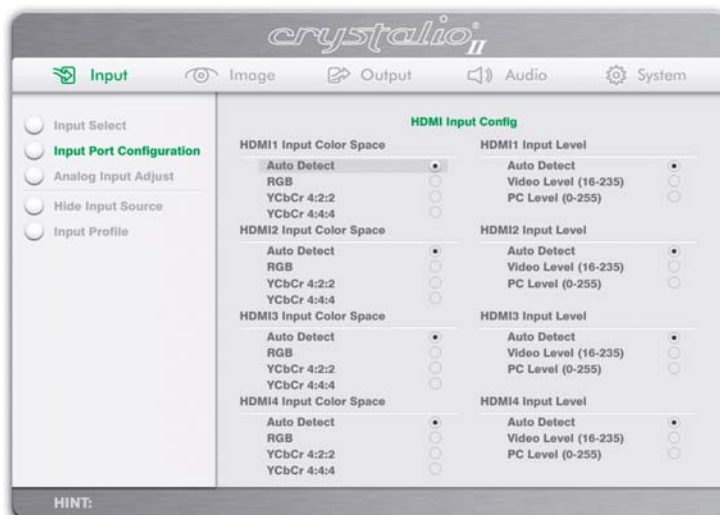 crystalio II
Input Image Output Audio System
Input Select
Input Port Configuration
Analog Input Adjust
Hide Input Source
Input Profile
HDMI Input Config
HDMI1 Input Color Space
Auto Detect
RGB
YCbCr 4:2:2
YCbCr 4:4:4
HDMI1 Input Level
Auto Detect
Video Level (16-235)
PC Level (0-255)
HDMI2 Input Color Space
Auto Detect
RGB
YCbCr 4:2:2
YCbCr 4:4:4
HDMI2 Input Level
Auto Detect
Video Level (16-235)
PC Level (0-255)
HDMI3 Input Color Space
Auto Detect
RGB
YCbCr 4:2:2
YCbCr 4:4:4
HDMI3 Input Level
Auto Detect
Video Level (16-235)
PC Level (0-255)
HDMI4 Input Color Space
Auto Detect
RGB
YCbCr 4:2:2
YCbCr 4:4:4
HDMI4 Input Level
Auto Detect
Video Level (16-235)
PC Level (0-255)
HINT: